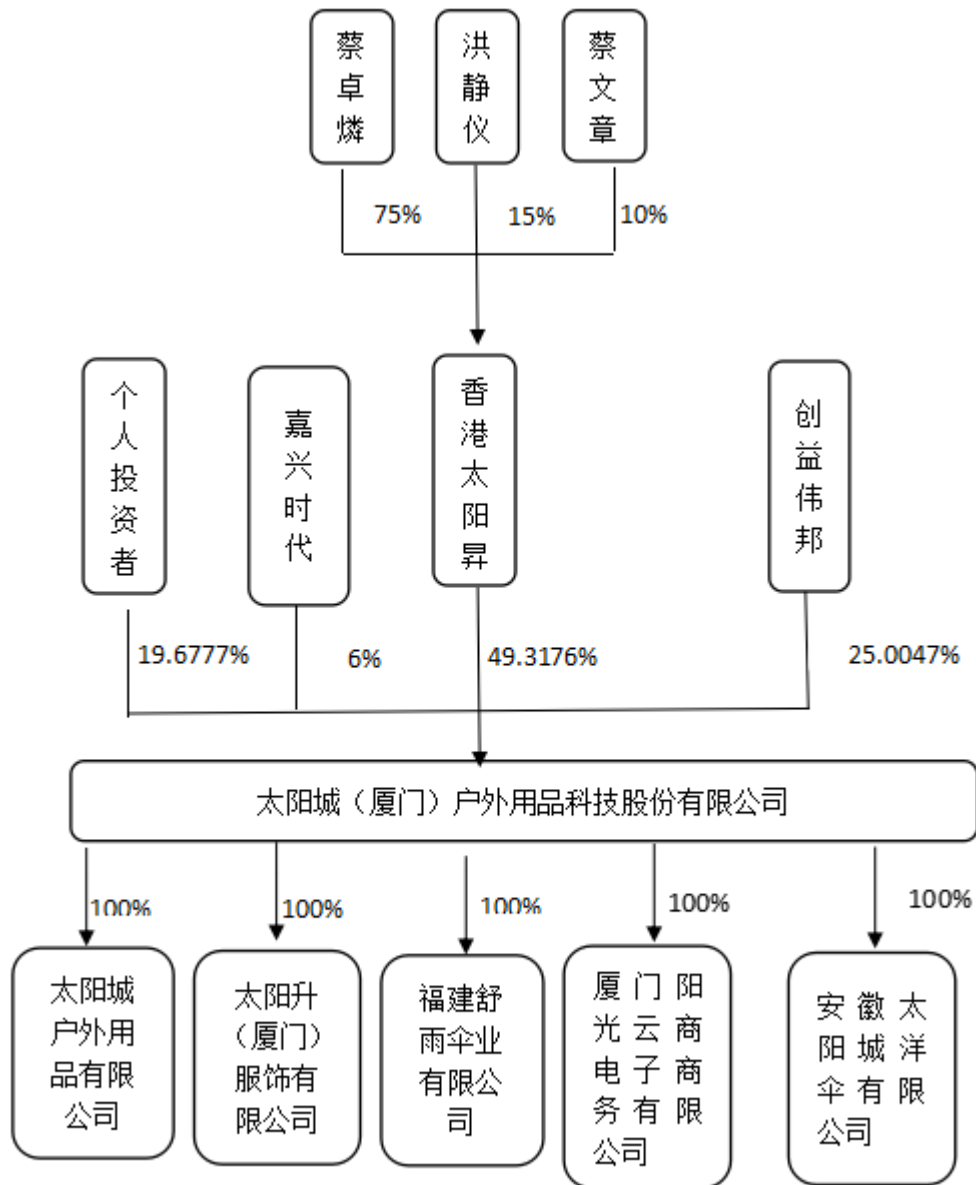 蔡卓燐
洪静仪
蔡文章
75%
15%
10%
个人投资者
嘉兴时代
香港太阳昇
创益伟邦
19.6777%
6%
49.3176%
25.0047%
太阳城（厦门）户外用品科技股份有限公司
100%
100%
100%
100%
100%
太阳城
户外用
品有限
公司
太阳升
（厦门）
服饰有
限公司
福建舒
雨伞业
有限公
司
厦门阳
光云商
电子商
务有限
公司
安徽太
阳城洋
伞有限
公司